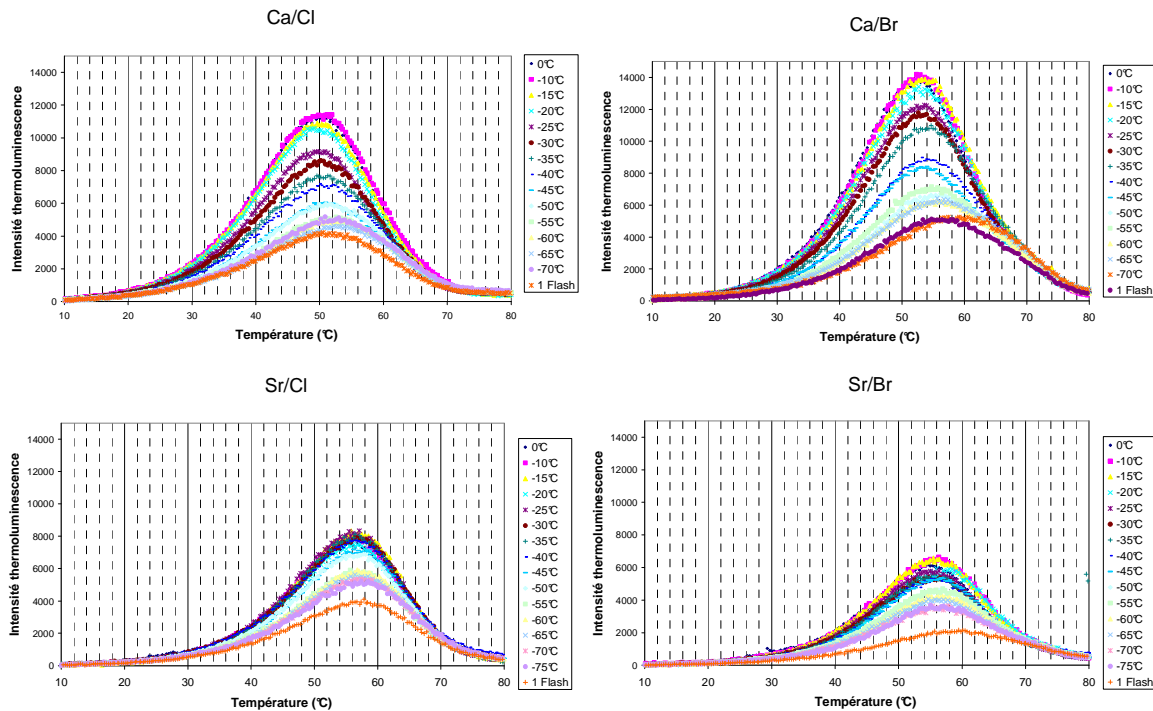 Ca/Cl
Intensité thermoluminescence
14000
12000
10000
8000
6000
4000
2000
0
10 20 30 40 50 60 70 80
Température (°C)
0°C
-10°C
-15°C
-20°C
-25°C
-30°C
-35°C
-40°C
-45°C
-50°C
-55°C
-60°C
-65°C
-70°C
1 Flash
Ca/Br
Intensité thermoluminescence
14000
12000
10000
8000
6000
4000
2000
0
10 20 30 40 50 60 70 80
Température (°C)
0°C
-10°C
-15°C
-20°C
-25°C
-30°C
-35°C
-40°C
-45°C
-50°C
-55°C
-60°C
-65°C
-70°C
1 Flash
Sr/Cl
Intensité thermoluminescence
14000
12000
10000
8000
6000
4000
2000
0
10 20 30 40 50 60 70 80
Température (°C)
0°C
-10°C
-15°C
-20°C
-25°C
-30°C
-35°C
-40°C
-45°C
-50°C
-55°C
-60°C
-65°C
-70°C
-75°C
1 Flash
Sr/Br
Intensité thermoluminescence
14000
12000
10000
8000
6000
4000
2000
0
10 20 30 40 50 60 70 80
Température (°C)
0°C
-10°C
-15°C
-20°C
-25°C
-30°C
-35°C
-40°C
-45°C
-50°C
-55°C
-60°C
-65°C
-70°C
-75°C
1 Flash